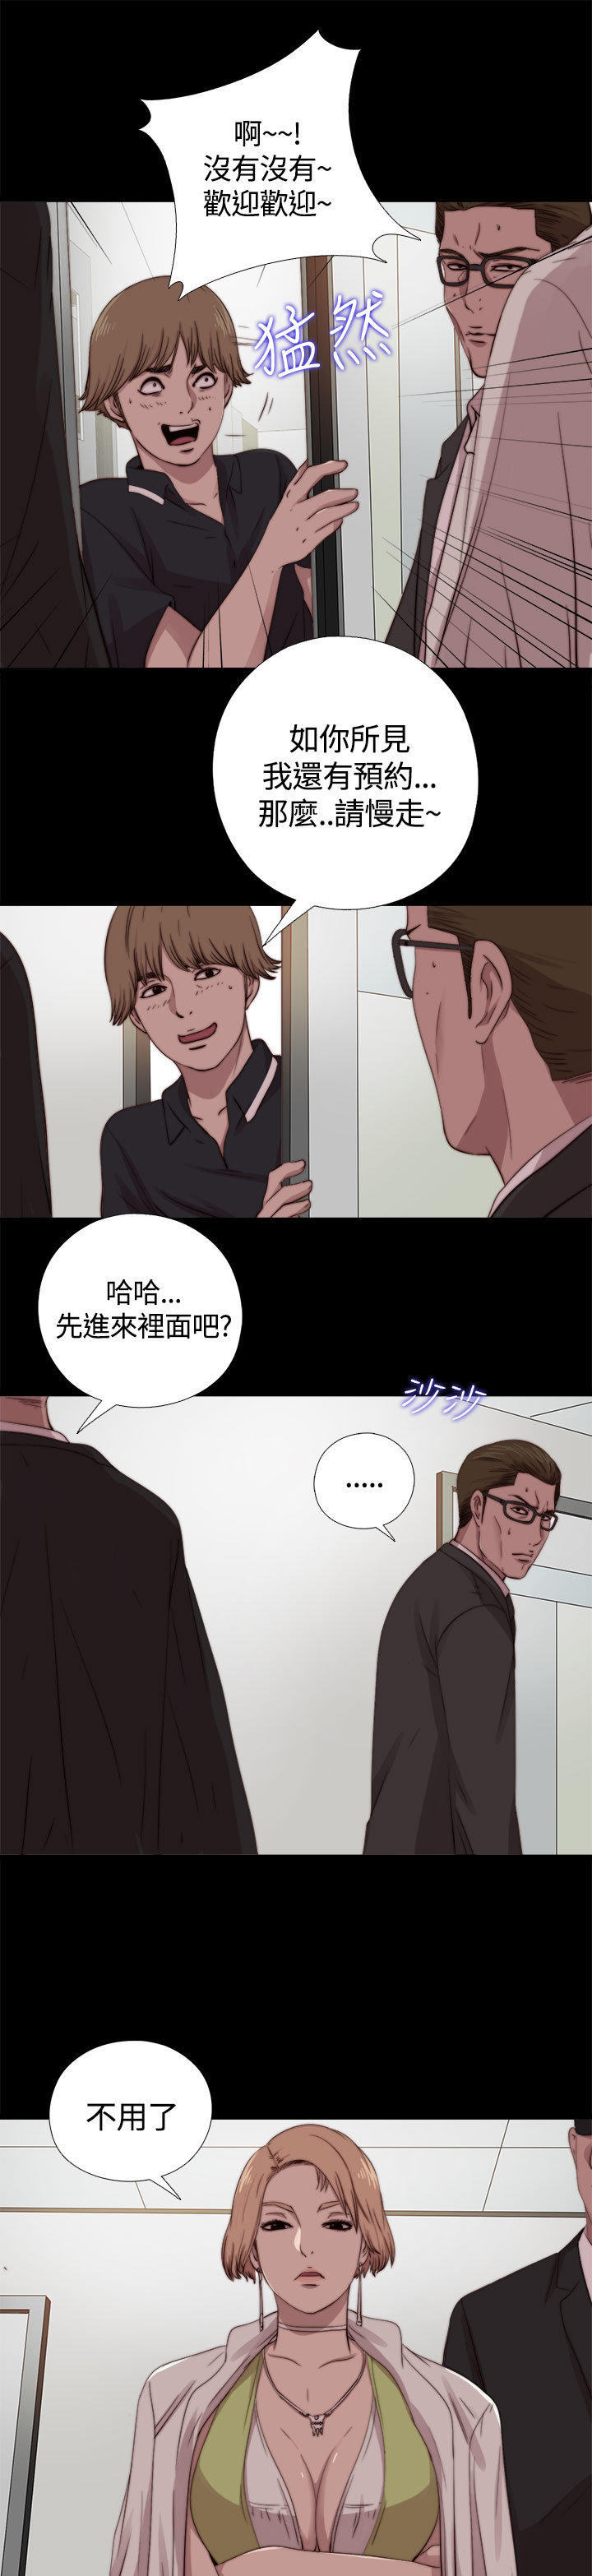 啊~~!
沒有沒有~
歡迎歡迎~
猛然
如你所見
我還有預約...
那麼..請慢走~
哈哈...
先進來裡面吧?
沙沙
.....
不用了